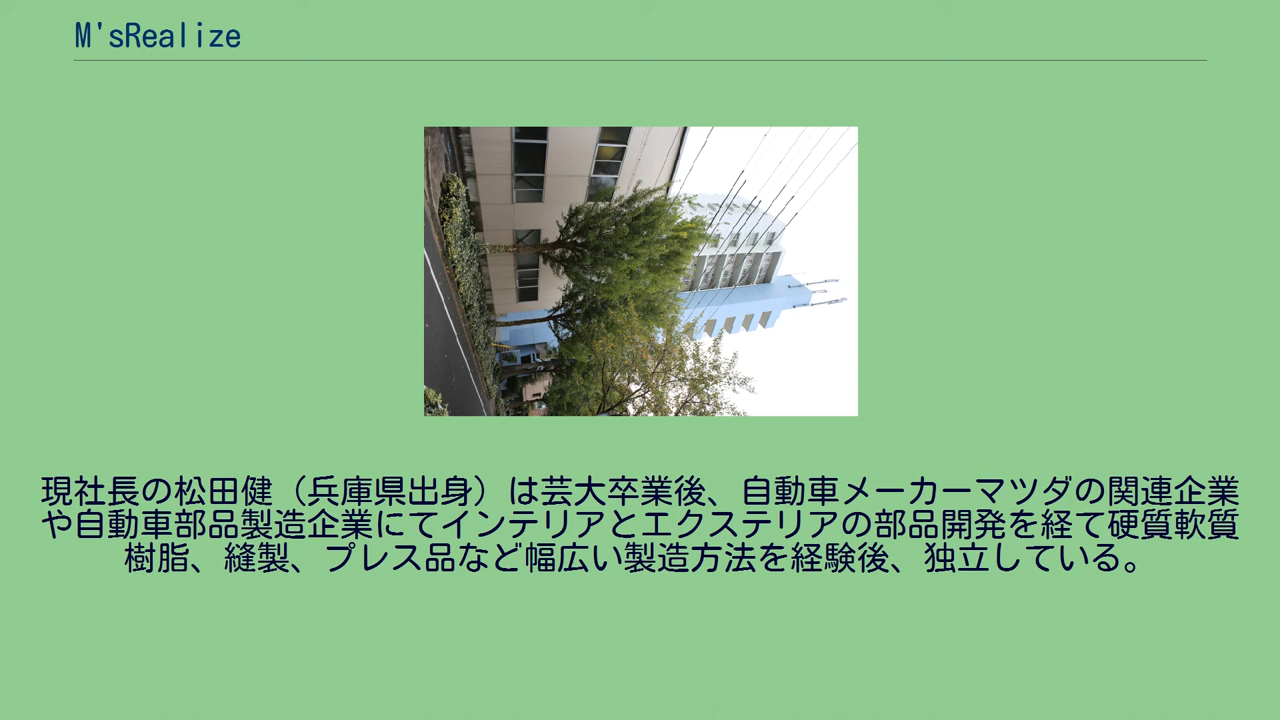 M'sRealize
現社長の松田健（兵庫県出身）は芸大卒業後、自動車メーカーマツダの関連企業
や自動車部品製造企業にてインテリアとエクステリアの部品開発を経て硬質軟質
樹脂、縫製、プレス品など幅広い製造方法を経験後、独立している。